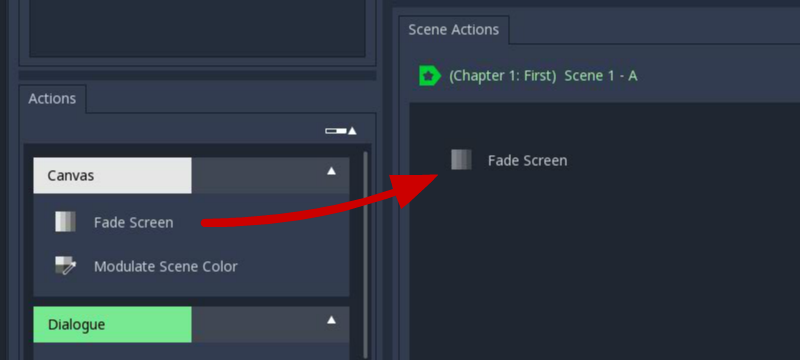 Scene Actions
(Chapter 1: First) Scene 1 - A
Fade Screen
Actions
Canvas
Fade Screen
Modulate Scene Color
Dialogue